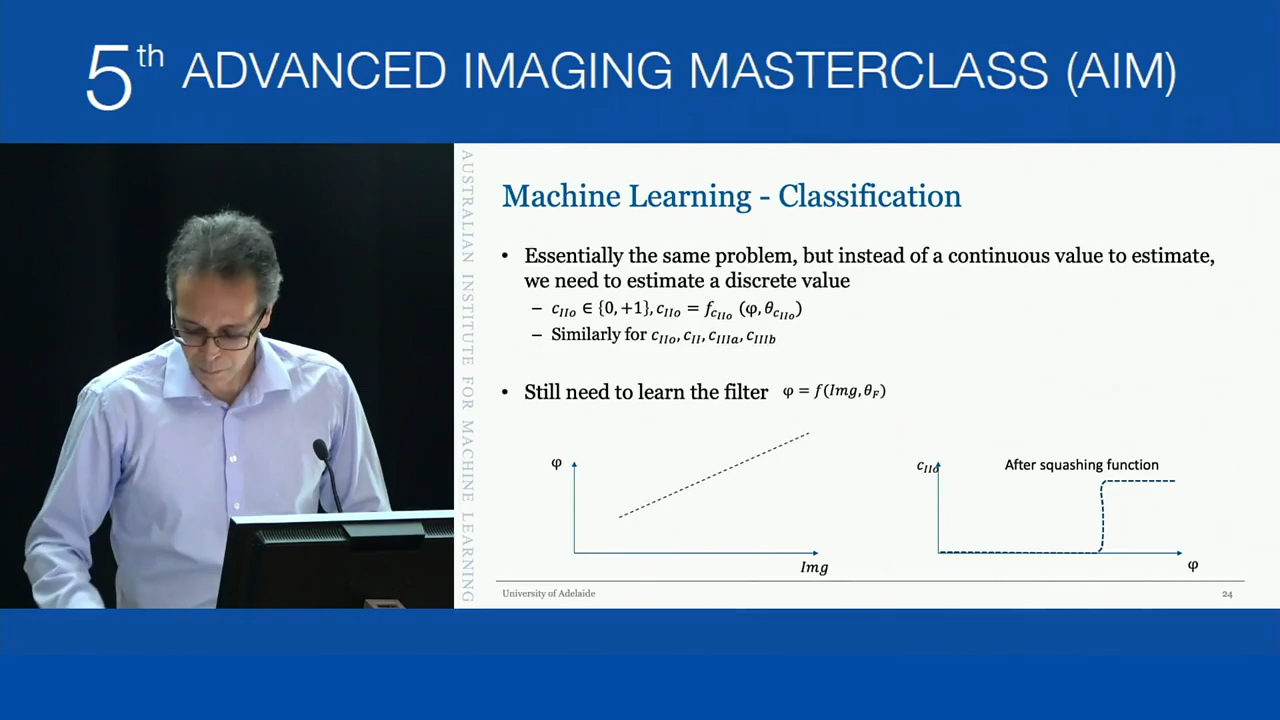 5th ADVANCED IMAGING MASTERCLASS (AIM)
AUSTRALIAN INSTITUTE FOR MACHINE LEARNING
Machine Learning - Classification
• Essentially the same problem, but instead of a continuous value to estimate,
we need to estimate a discrete value
– c_IIo ∈ {0, +1}, c_IIo = f_c_IIo (φ, θ_c_IIo)
– Similarly for c_IIo, c_II, c_IIIa, c_IIIb
• Still need to learn the filter φ = f(Img, θ_F)
φ
Img
c_IIo
After squashing function
φ
University of Adelaide
24